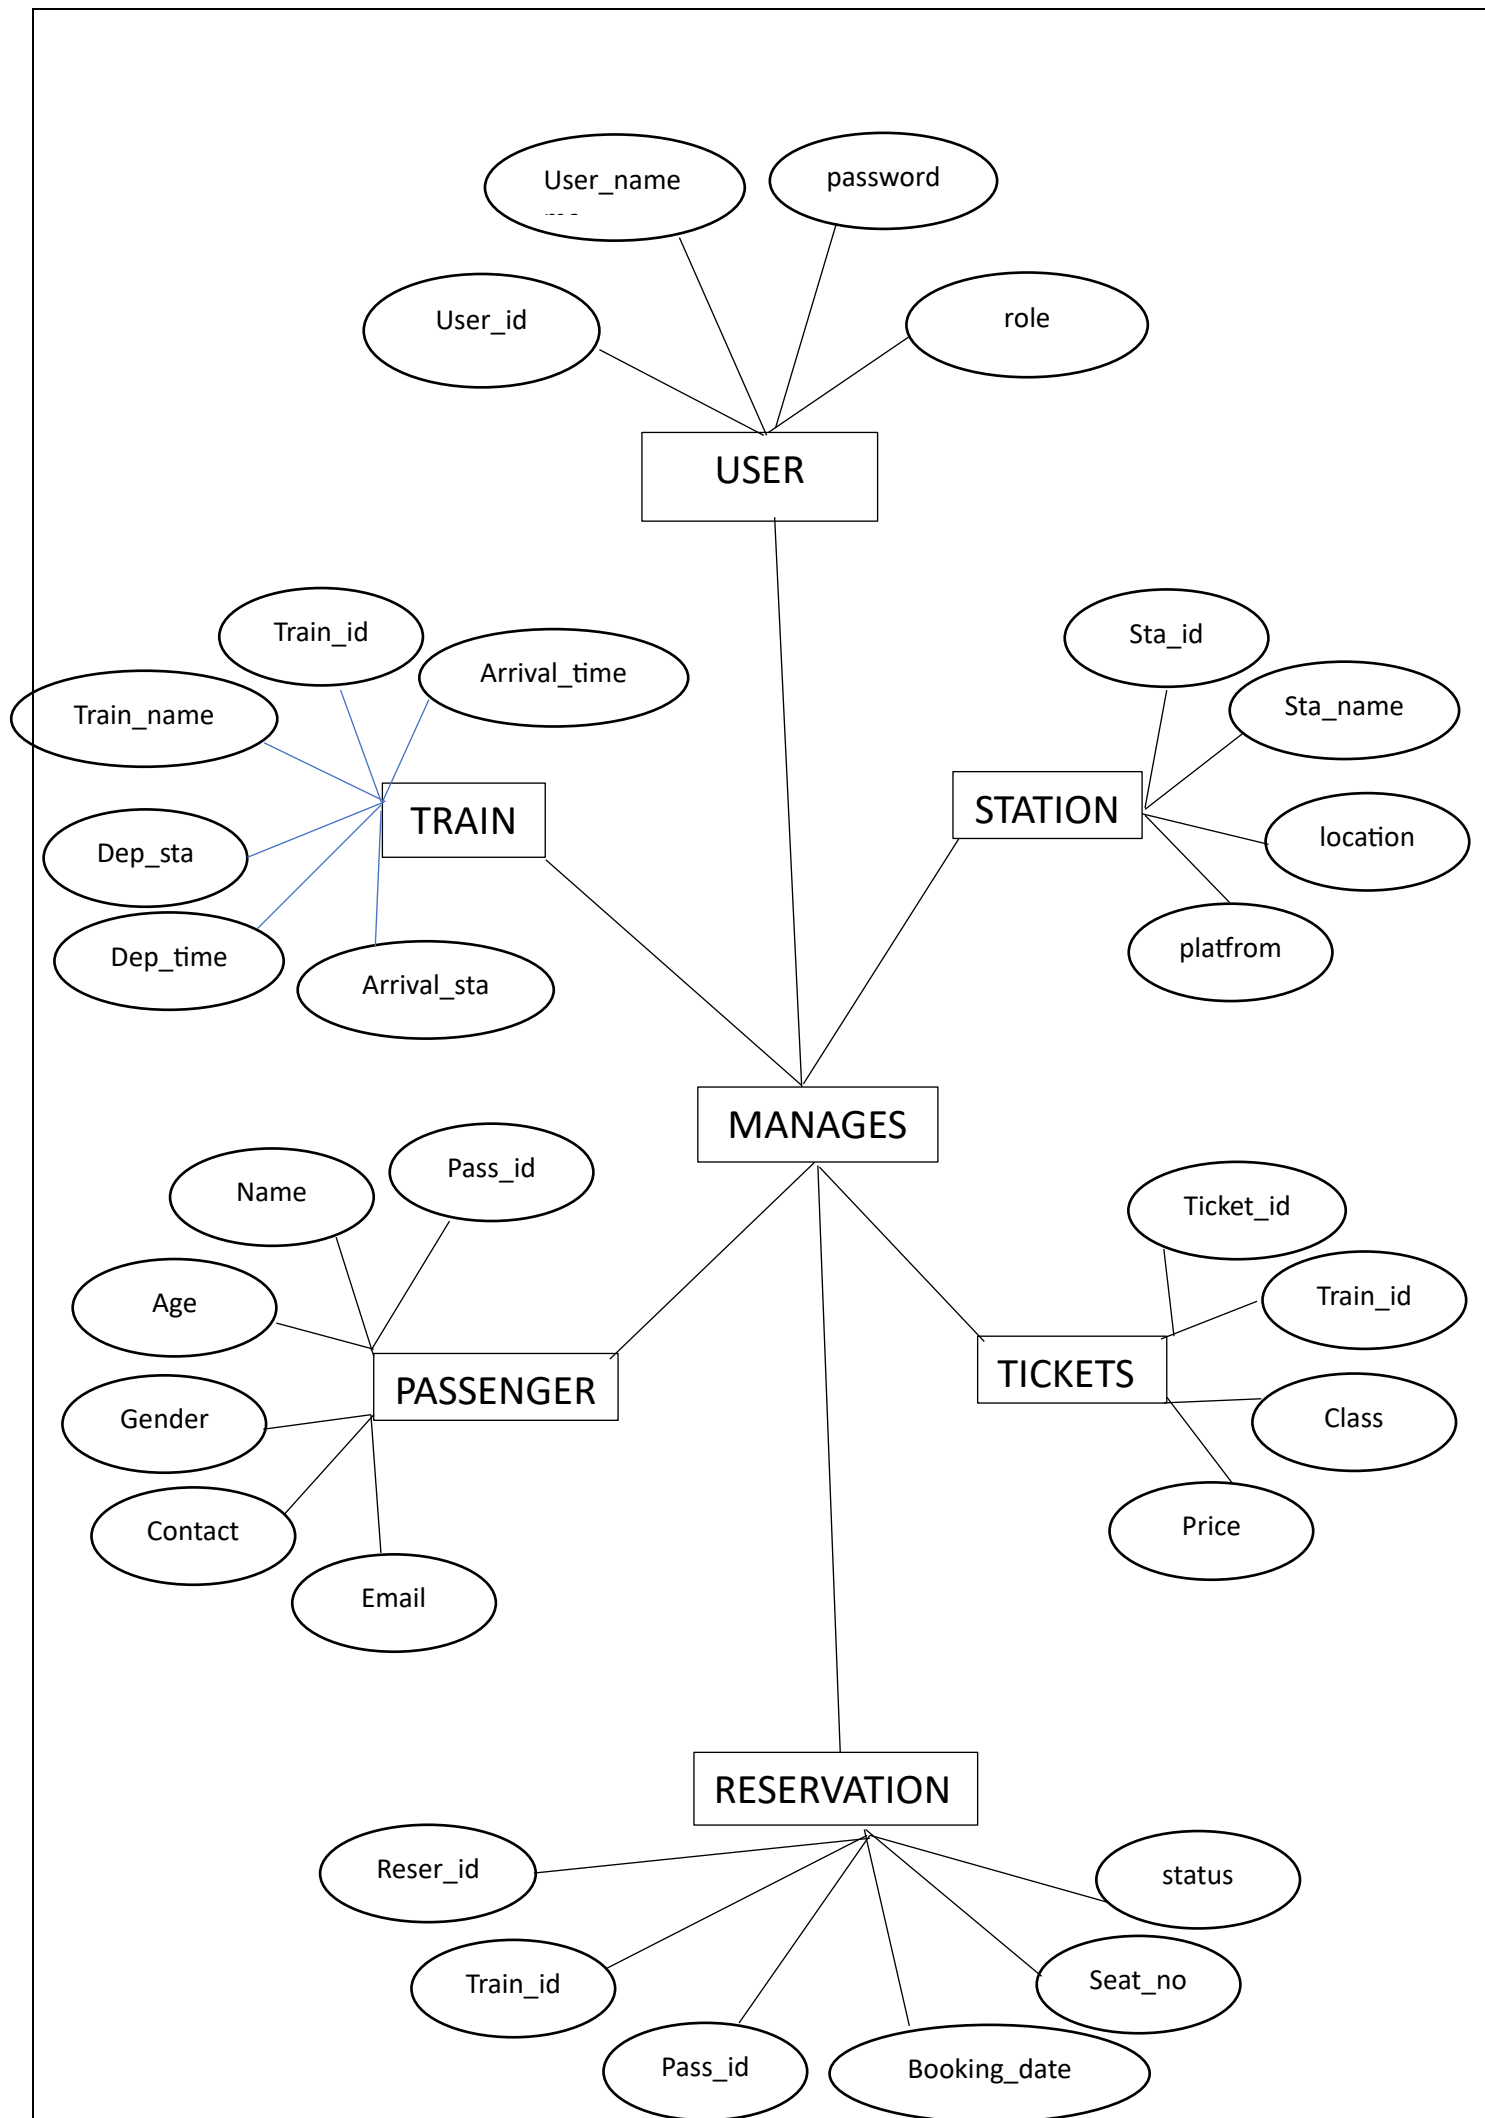 User_name
password
User_id
role
USER
Train_id
Arrival_time
Train_name
TRAIN
Dep_sta
Dep_time
Arrival_sta
Sta_id
Sta_name
STATION
location
platfrom
MANAGES
Pass_id
Name
Age
PASSENGER
Gender
Contact
Email
Ticket_id
Train_id
TICKETS
Class
Price
RESERVATION
Reser_id
status
Train_id
Seat_no
Pass_id
Booking_date